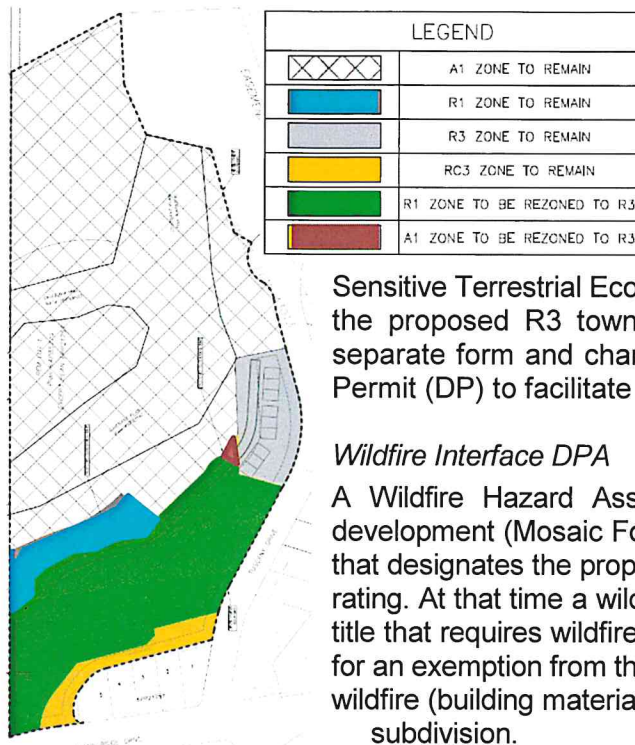 LEGEND
A1 ZONE TO REMAIN
R1 ZONE TO REMAIN
R3 ZONE TO REMAIN
RC3 ZONE TO REMAIN
R1 ZONE TO BE REZONED TO R3
A1 ZONE TO BE REZONED TO R3
Sensitive Terrestrial Eco
the proposed R3 town
separate form and char
Permit (DP) to facilitate
Wildfire Interface DPA
A Wildfire Hazard Ass
development (Mosaic Fo
that designates the prop
rating. At that time a wild
title that requires wildfire
for an exemption from th
wildfire (building material
subdivision.